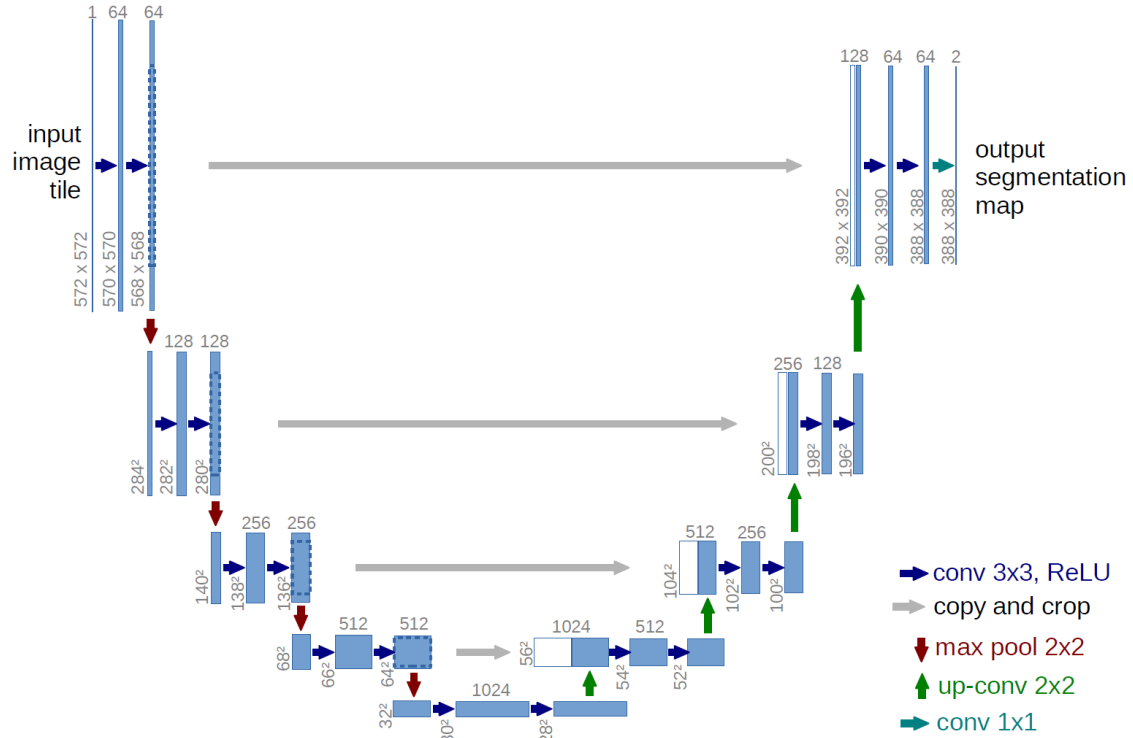 1 64 64
128 64 64 2
input
image
tile
output
segmentation
map
572 x 572
570 x 570
568 x 568
392 x 392
390 x 390
388 x 388
388 x 388
128 128
256 128
284²
282²
280²
200²
198²
196²
256 256
512 256
140²
138²
136²
104²
102²
100²
conv 3x3, ReLU
copy and crop
512 512
1024 512
68²
66²
64²
56²
54²
52²
max pool 2x2
1024
up-conv 2x2
32²
conv 1x1